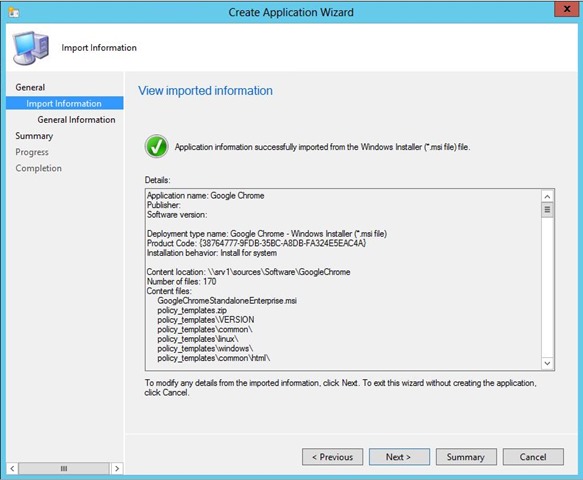 Create Application Wizard
x
Import Information
General
Import Information
General Information
Summary
Progress
Completion
View imported information
Application information successfully imported from the Windows Installer (*.msi file) file.
Details:
Application name: Google Chrome
Publisher:
Software version:
Deployment type name: Google Chrome - Windows Installer (*.msi file)
Product Code: {38764777-9FDB-35BC-A8DB-FA324E5EAC4A}
Installation behavior: Install for system
Content location: \\srv1\sources\Software\GoogleChrome
Number of files: 170
Content files:
GoogleChromeStandaloneEnterprise.msi
policy_templates.zip
policy_templates\VERSION
policy_templates\common\
policy_templates\linux\
policy_templates\windows\
policy_templates\common\html\
To modify any details from the imported information, click Next. To exit this wizard without creating the application,
click Cancel.
< Previous
Next >
Summary
Cancel